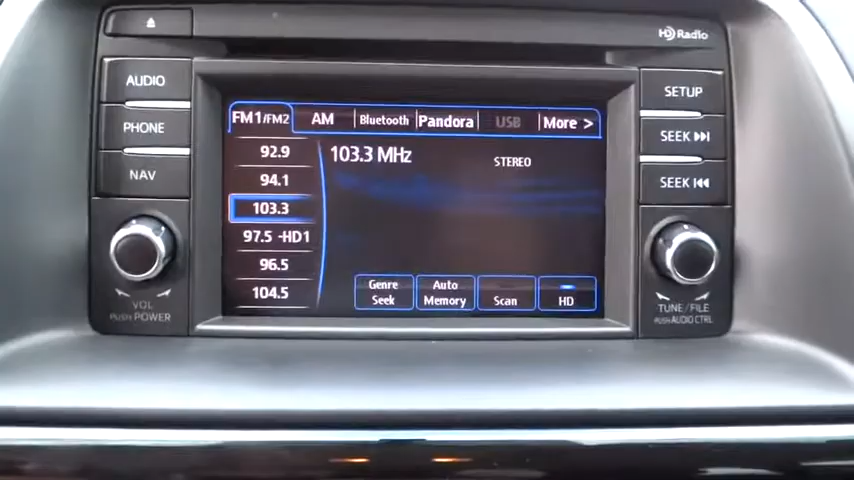 HD Radio
AUDIO
PHONE
NAV
VOL
PUSH POWER
FM1/FM2 AM Bluetooth Pandora USB More >
92.9
94.1
103.3
97.5 -HD1
96.5
104.5
103.3 MHz
STEREO
Genre Seek
Auto Memory
Scan
HD
SETUP
SEEK
SEEK
TUNE / FILE
PUSH AUDIO CTRL